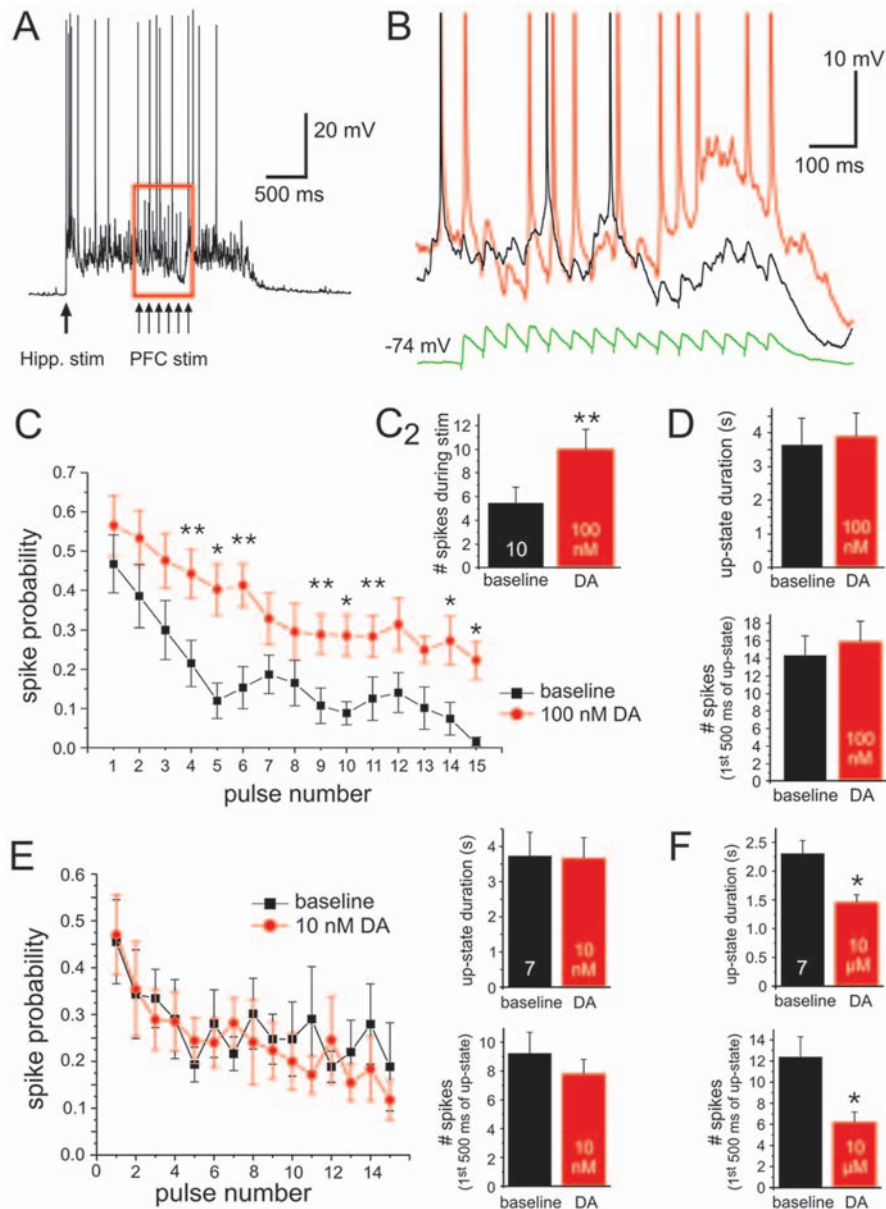 A
20 mV
500 ms
Hipp. stim
PFC stim
B
10 mV
100 ms
-74 mV
C
spike probability
0.7
0.6
0.5
0.4
0.3
0.2
0.1
0.0
** * ** ** * ** * *
baseline
100 nM DA
1 2 3 4 5 6 7 8 9 10 11 12 13 14 15
pulse number
C2
# spikes during stim
12
10
8
6
4
2
0
**
10
100 nM
baseline DA
D
up-state duration (s)
4
3
2
1
0
100 nM
baseline DA
# spikes
(1st 500 ms of up-state)
18
16
14
12
10
8
6
4
2
0
100 nM
baseline DA
E
spike probability
0.6
0.5
0.4
0.3
0.2
0.1
baseline
10 nM DA
0 2 4 6 8 10 12 14
pulse number
up-state duration (s)
4
3
2
1
0
7
10 nM
baseline DA
# spikes
(1st 500 ms of up-state)
10
8
6
4
2
0
10 nM
baseline DA
F
up-state duration (s)
2.5
2.0
1.5
1.0
0.5
0
*
7
10 µM
baseline DA
# spikes
(1st 500 ms of up-state)
14
12
10
8
6
4
2
0
*
10 µM
baseline DA